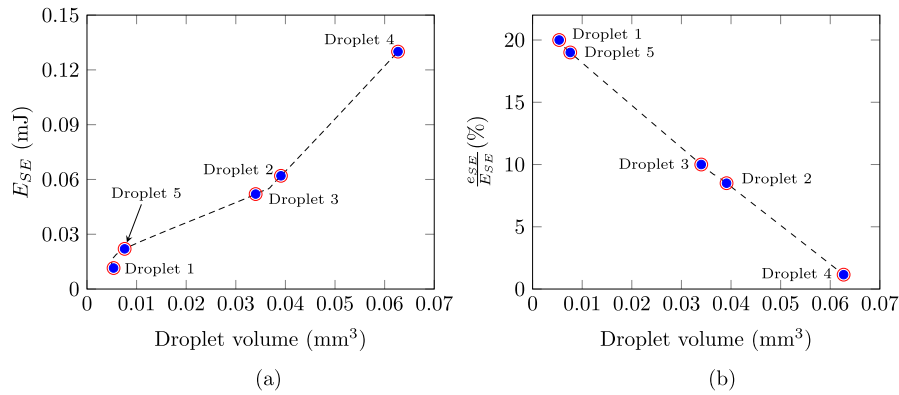 0.15
0.12
0.09
0.06
0.03
0
E_SE (mJ)
Droplet 4
Droplet 2
Droplet 3
Droplet 5
Droplet 1
0 0.01 0.02 0.03 0.04 0.05 0.06 0.07
Droplet volume (mm³)
(a)
20
15
10
5
0
e_SE/E_SE (%)
Droplet 1
Droplet 5
Droplet 3
Droplet 2
Droplet 4
0 0.01 0.02 0.03 0.04 0.05 0.06 0.07
Droplet volume (mm³)
(b)